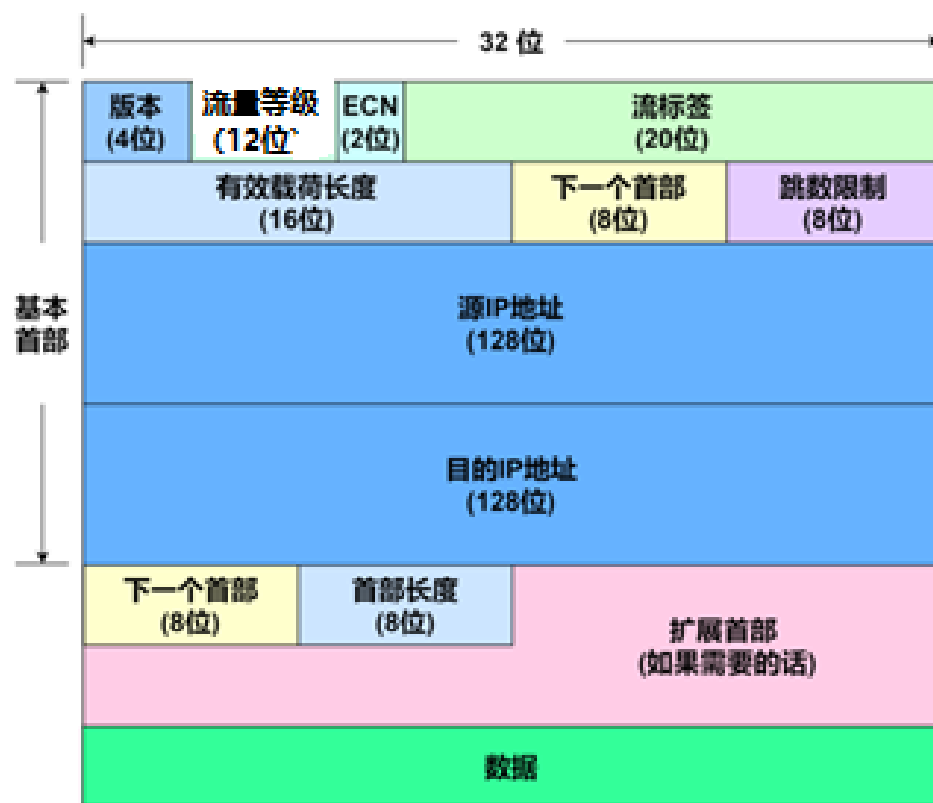 32 位
版本
(4位)
流量等级
(12位`
ECN
(2位)
流标签
(20位)
有效载荷长度
(16位)
下一个首部
(8位)
跳数限制
(8位)
基本
首部
源IP地址
(128位)
目的IP地址
(128位)
下一个首部
(8位)
首部长度
(8位)
扩展首部
(如果需要的话)
数据